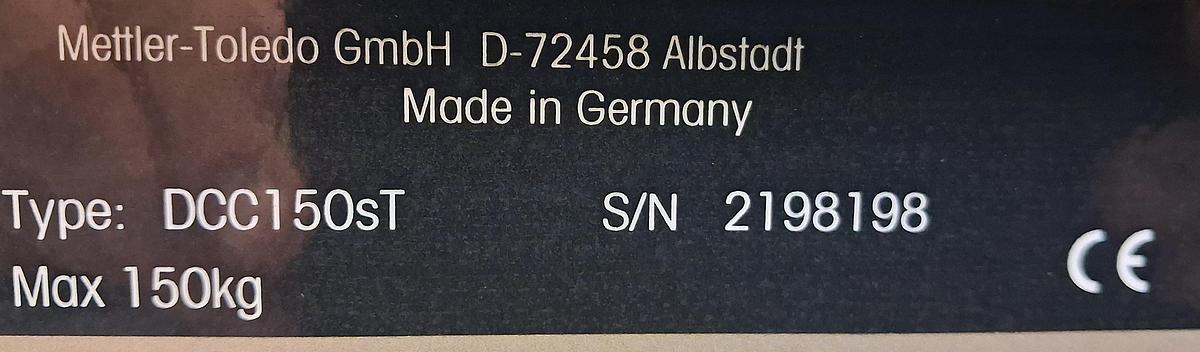 Mettler-Toledo GmbH D-72458 Albstadt
Made in Germany
Type: DCC150sT S/N 2198198
Max 150kg
CE